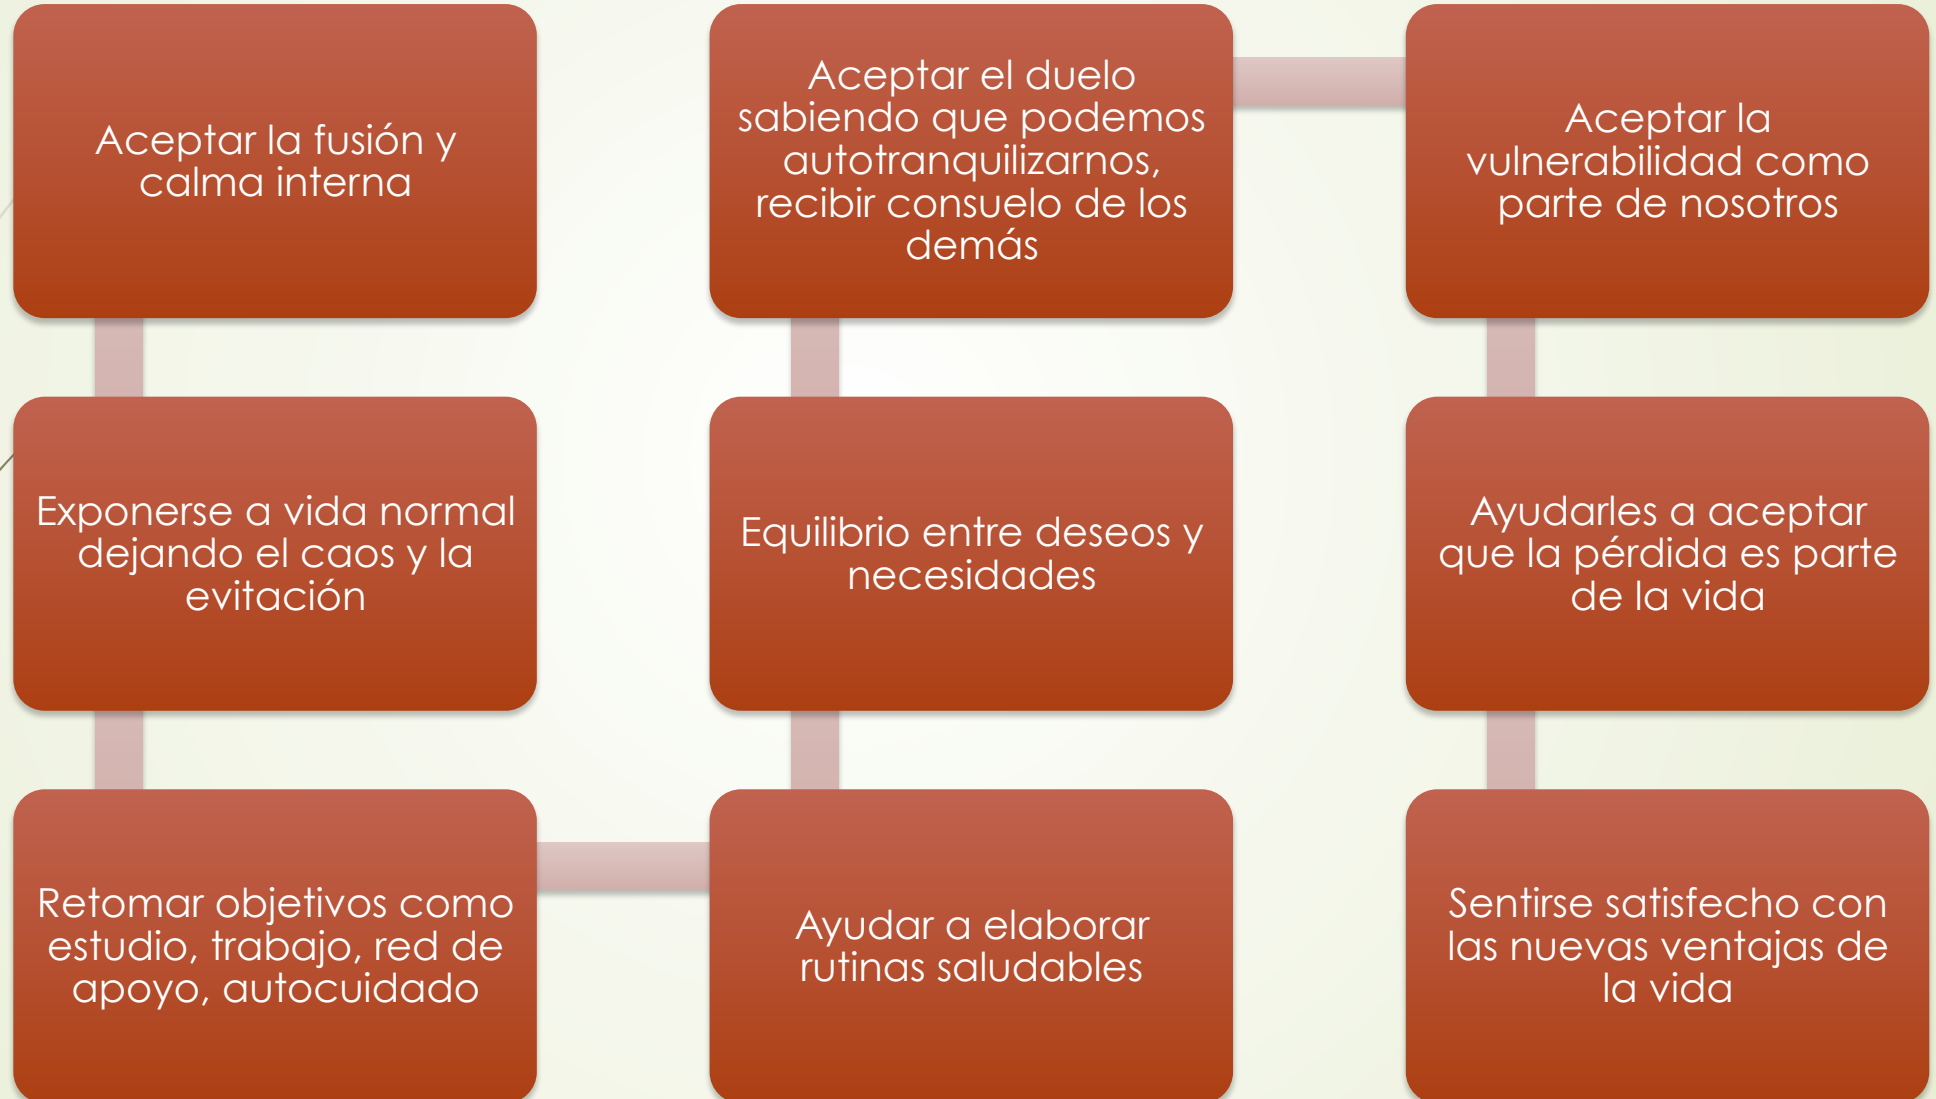 Aceptar la fusión y
calma interna
Exponerse a vida normal
dejando el caos y la
evitación
Retomar objetivos como
estudio, trabajo, red de
apoyo, autocuidado
Ayudar a elaborar
rutinas saludables
Equilibrio entre deseos y
necesidades
Aceptar el duelo
sabiendo que podemos
autotranquilizarnos,
recibir consuelo de los
demás
Aceptar la
vulnerabilidad como
parte de nosotros
Ayudarles a aceptar
que la pérdida es parte
de la vida
Sentirse satisfecho con
las nuevas ventajas de
la vida